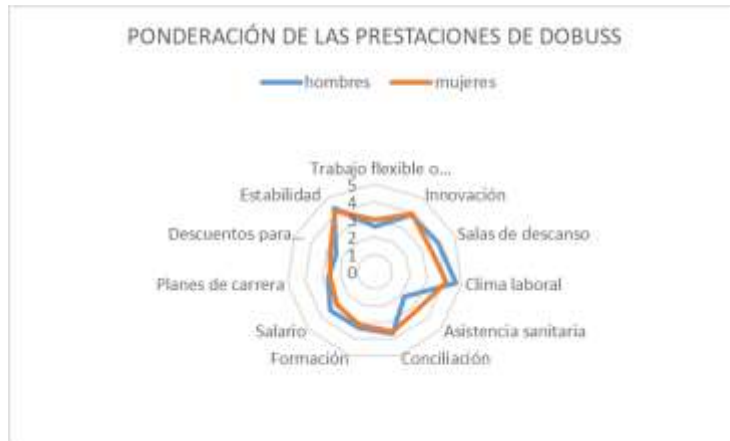 PONDERACIÓN DE LAS PRESTACIONES DE DOBUSS
hombres mujeres
Trabajo flexible o...
Innovación
Salas de descanso
Clima laboral
Asistencia sanitaria
Conciliación
Formación
Salario
Planes de carrera
Descuentos para...
Estabilidad
5
4
3
2
1
0